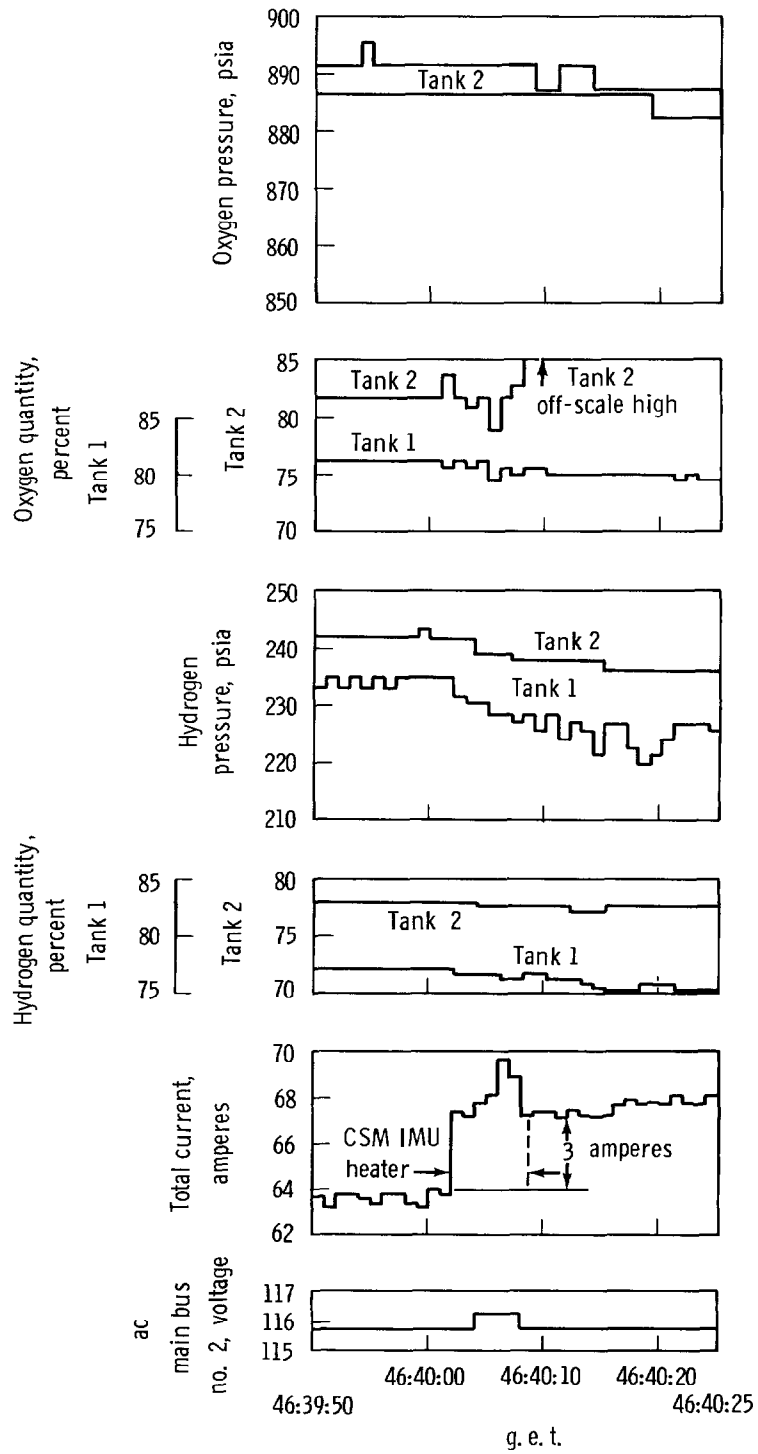 Oxygen pressure, psia
900
890
880
870
860
850
Tank 2
Oxygen quantity,
percent
Tank 1
85
80
75
Tank 2
85
80
75
70
Tank 2
Tank 2
off-scale high
Tank 1
Hydrogen
pressure, psia
250
240
230
220
210
Tank 2
Tank 1
Hydrogen quantity,
percent
Tank 1
85
80
75
Tank 2
80
75
70
Tank 2
Tank 1
Total current,
amperes
70
68
66
64
62
CSM IMU
heater
3 amperes
ac
main bus
no. 2, voltage
117
116
115
46:39:50
46:40:00
46:40:10
46:40:20
46:40:25
g. e. t.